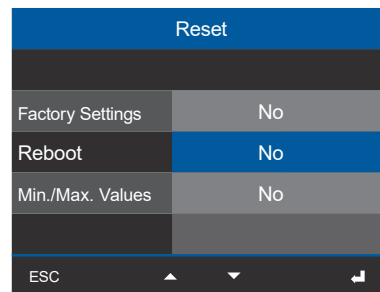 Reset
Factory Settings No
Reboot No
Min./Max. Values No
ESC